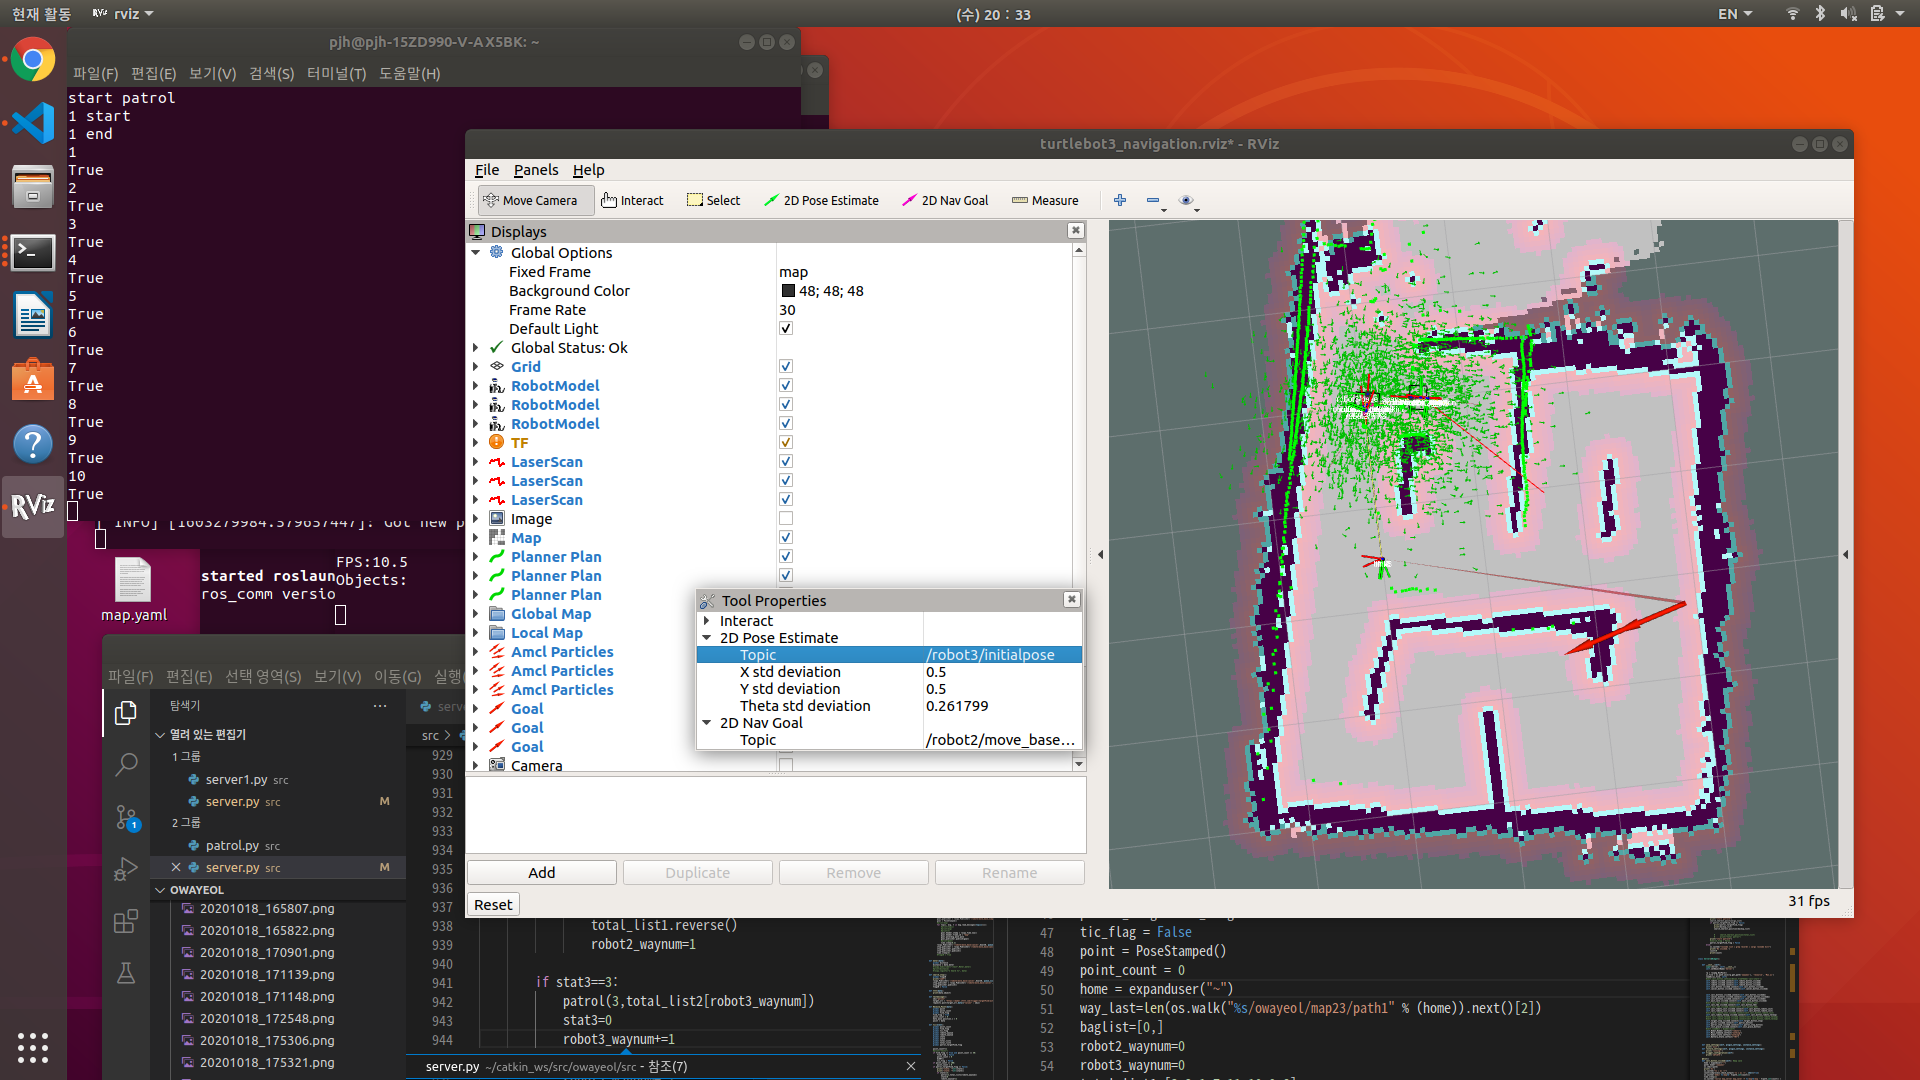 현재 활동
RViz rviz
(수) 20 : 33
EN
pjh@pjh-15ZD990-V-AX5BK: ~
파일(F) 편집(E) 보기(V) 검색(S) 터미널(T) 도움말(H)
start patrol
1 start
1 end
1
True
2
True
3
True
4
True
5
True
6
True
7
True
8
True
9
True
10
True
[ INFO] [1603279984.579657447]: Got new p
map.yaml
started roslaun
ros_comm versio
FPS:10.5
Objects:
RViz
turtlebot3_navigation.rviz* - RViz
File Panels Help
Move Camera Interact Select 2D Pose Estimate 2D Nav Goal Measure
Displays
Global Options
Fixed Frame map
Background Color 48; 48; 48
Frame Rate 30
Default Light
Global Status: Ok
Grid
RobotModel
RobotModel
RobotModel
TF
LaserScan
LaserScan
LaserScan
Image
Map
Planner Plan
Planner Plan
Planner Plan
Global Map
Local Map
Amcl Particles
Amcl Particles
Amcl Particles
Goal
Goal
Goal
Camera
Tool Properties
Interact
2D Pose Estimate
Topic /robot3/initialpose
X std deviation 0.5
Y std deviation 0.5
Theta std deviation 0.261799
2D Nav Goal
Topic /robot2/move_base...
Add Duplicate Remove Rename
Reset
31 fps
파일(F) 편집(E) 선택 영역(S) 보기(V) 이동(G) 실행
탐색기 ...
열려 있는 편집기
1 그룹
server1.py src
server.py src M
2 그룹
patrol.py src
server.py src M
OWAYEOL
20201018_165807.png
20201018_165822.png
20201018_170901.png
20201018_171139.png
20201018_171148.png
20201018_172548.png
20201018_175306.png
20201018_175321.png
1
serv
src >
929
930
931
932
933
934
935
936
937
938 total_list1.reverse()
939 robot2_waynum=1
940
941 if stat3==3:
942 patrol(3,total_list2[robot3_waynum])
943 stat3=0
944 robot3_waynum+=1
server.py ~/catkin_ws/src/owayeol/src - 참조(7)
47 tic_flag = False
48 point = PoseStamped()
49 point_count = 0
50 home = expanduser("~")
51 way_last=len(os.walk("%s/owayeol/map23/path1" % (home)).next()[2])
52 baglist=[0,]
53 robot2_waynum=0
54 robot3_waynum=0